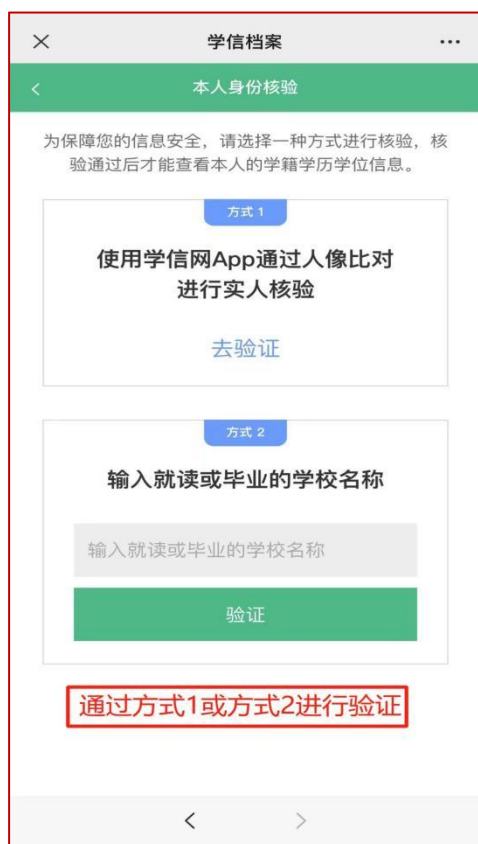 学信档案
本人身份核验
为保障您的信息安全，请选择一种方式进行核验，核
验通过后才能查看本人的学籍学历学位信息。
方式 1
使用学信网App通过人像比对
进行实人核验
去验证
方式 2
输入就读或毕业的学校名称
输入就读或毕业的学校名称
验证
通过方式1或方式2进行验证